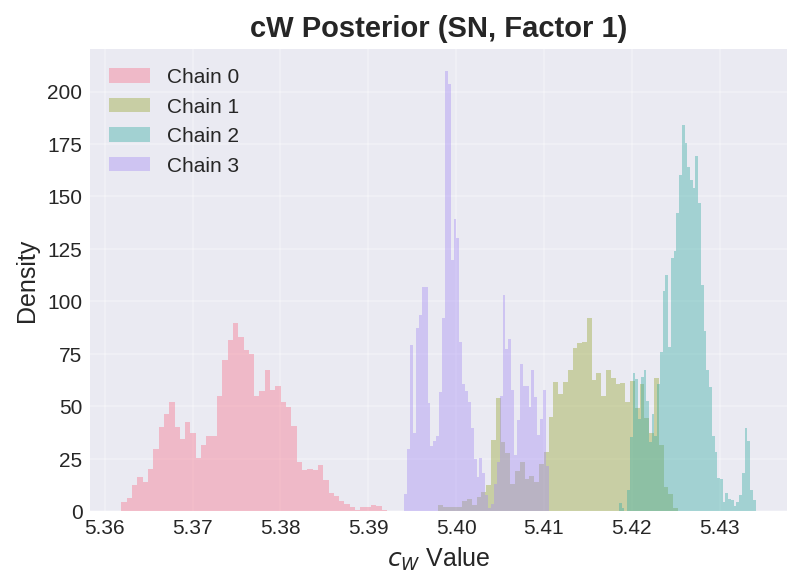 cW Posterior (SN, Factor 1)
Chain 0
Chain 1
Chain 2
Chain 3
200
175
150
125
100
75
50
25
0
Density
5.36 5.37 5.38 5.39 5.40 5.41 5.42 5.43
c_W Value